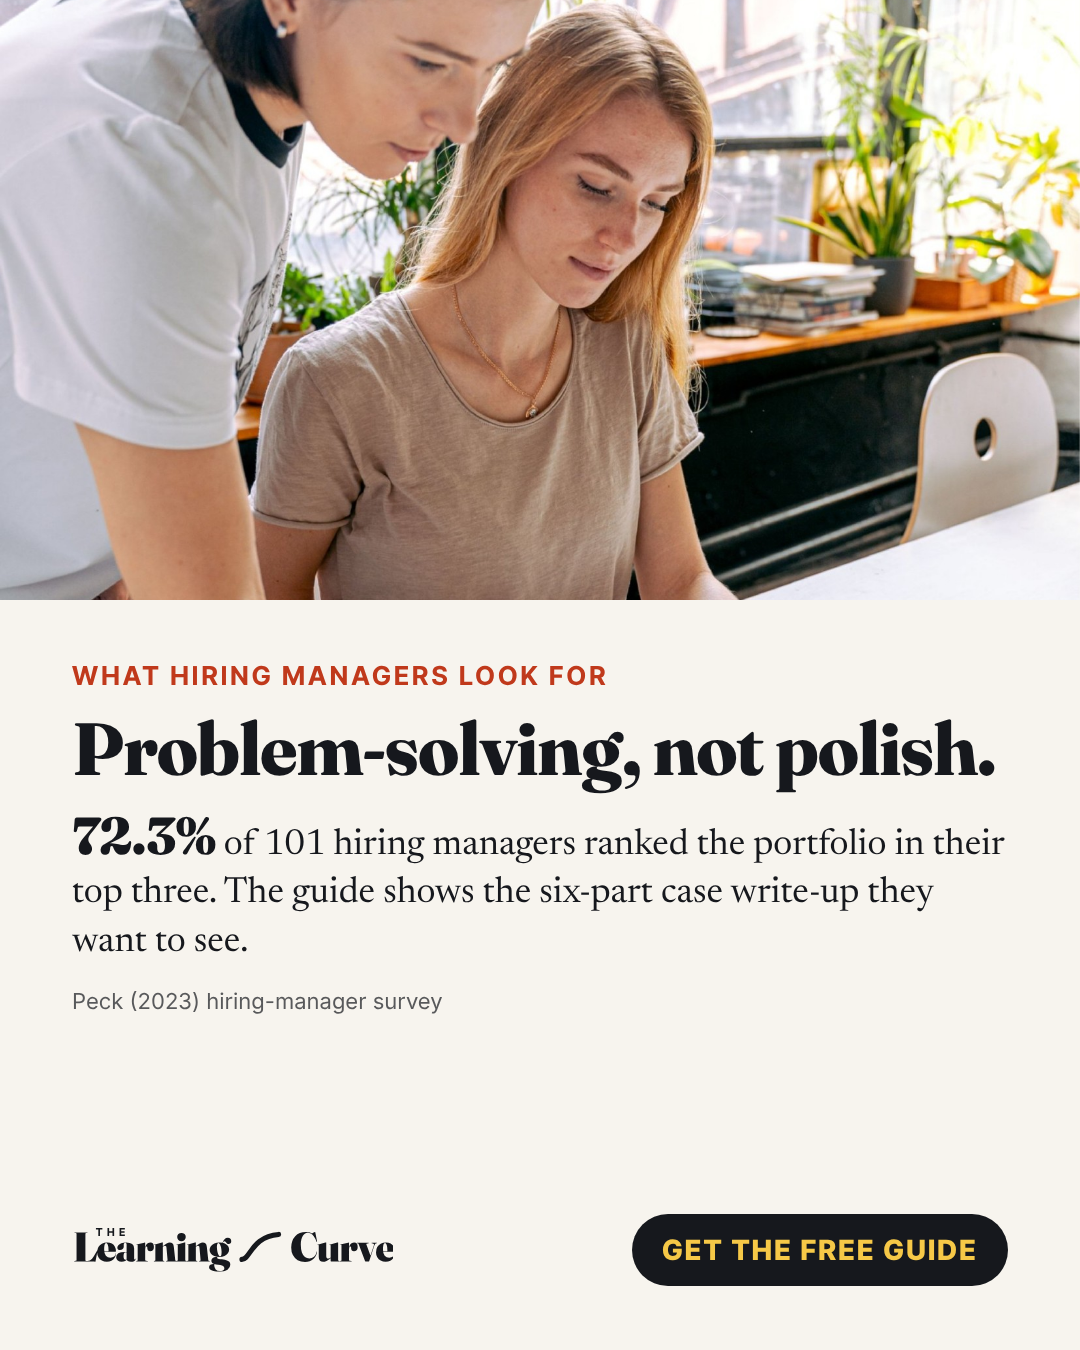 WHAT HIRING MANAGERS LOOK FOR
Problem-solving, not polish.
72.3% of 101 hiring managers ranked the portfolio in their
top three. The guide shows the six-part case write-up they
want to see.
Peck (2023) hiring-manager survey
THE
Learning Curve
GET THE FREE GUIDE